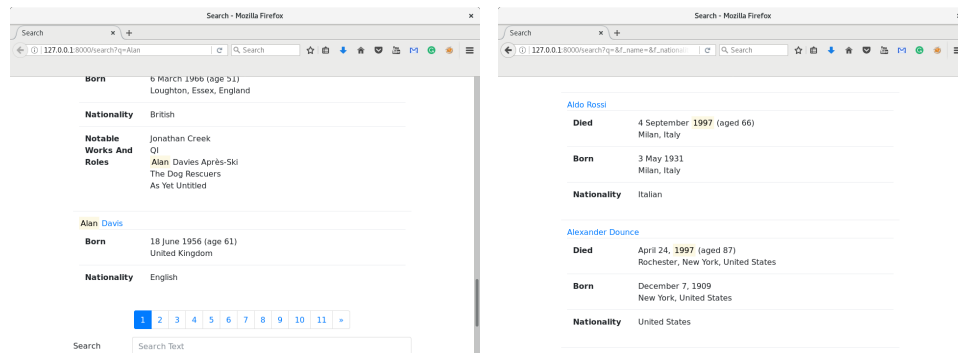 Search - Mozilla Firefox
Search
127.0.0.1:8000/search?q=Alan
Search
Born 6 March 1966 (age 51)
Loughton, Essex, England
Nationality British
Notable Jonathan Creek
Works And QI
Roles Alan Davies Après-Ski
The Dog Rescuers
As Yet Untitled
Alan Davis
Born 18 June 1956 (age 61)
United Kingdom
Nationality English
1 2 3 4 5 6 7 8 9 10 11 »
Search Search Text
Search - Mozilla Firefox
Search
127.0.0.1:8000/search?q=&f_name=&f_national
Search
Aldo Rossi
Died 4 September 1997 (aged 66)
Milan, Italy
Born 3 May 1931
Milan, Italy
Nationality Italian
Alexander Dounce
Died April 24, 1997 (aged 87)
Rochester, New York, United States
Born December 7, 1909
New York, United States
Nationality United States